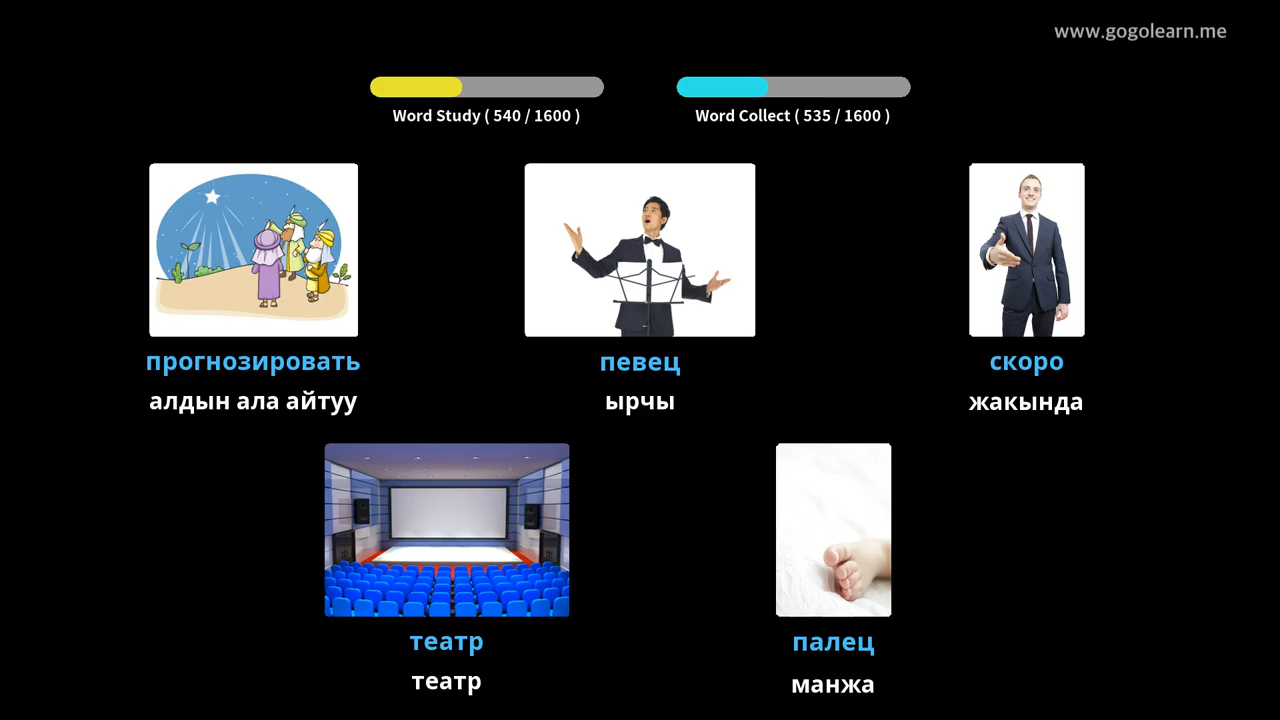 www.gogolearn.me
Word Study ( 540 / 1600 )
Word Collect ( 535 / 1600 )
прогнозировать
алдын ала айтуу
певец
ырчы
скоро
жакында
театр
театр
палец
манжа